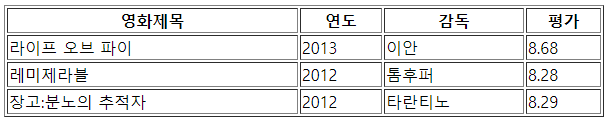 영화제목 연도 감독 평가
라이프 오브 파이 2013 이안 8.68
레미제라블 2012 톰후퍼 8.28
장고:분노의 추적자 2012 타란티노 8.29